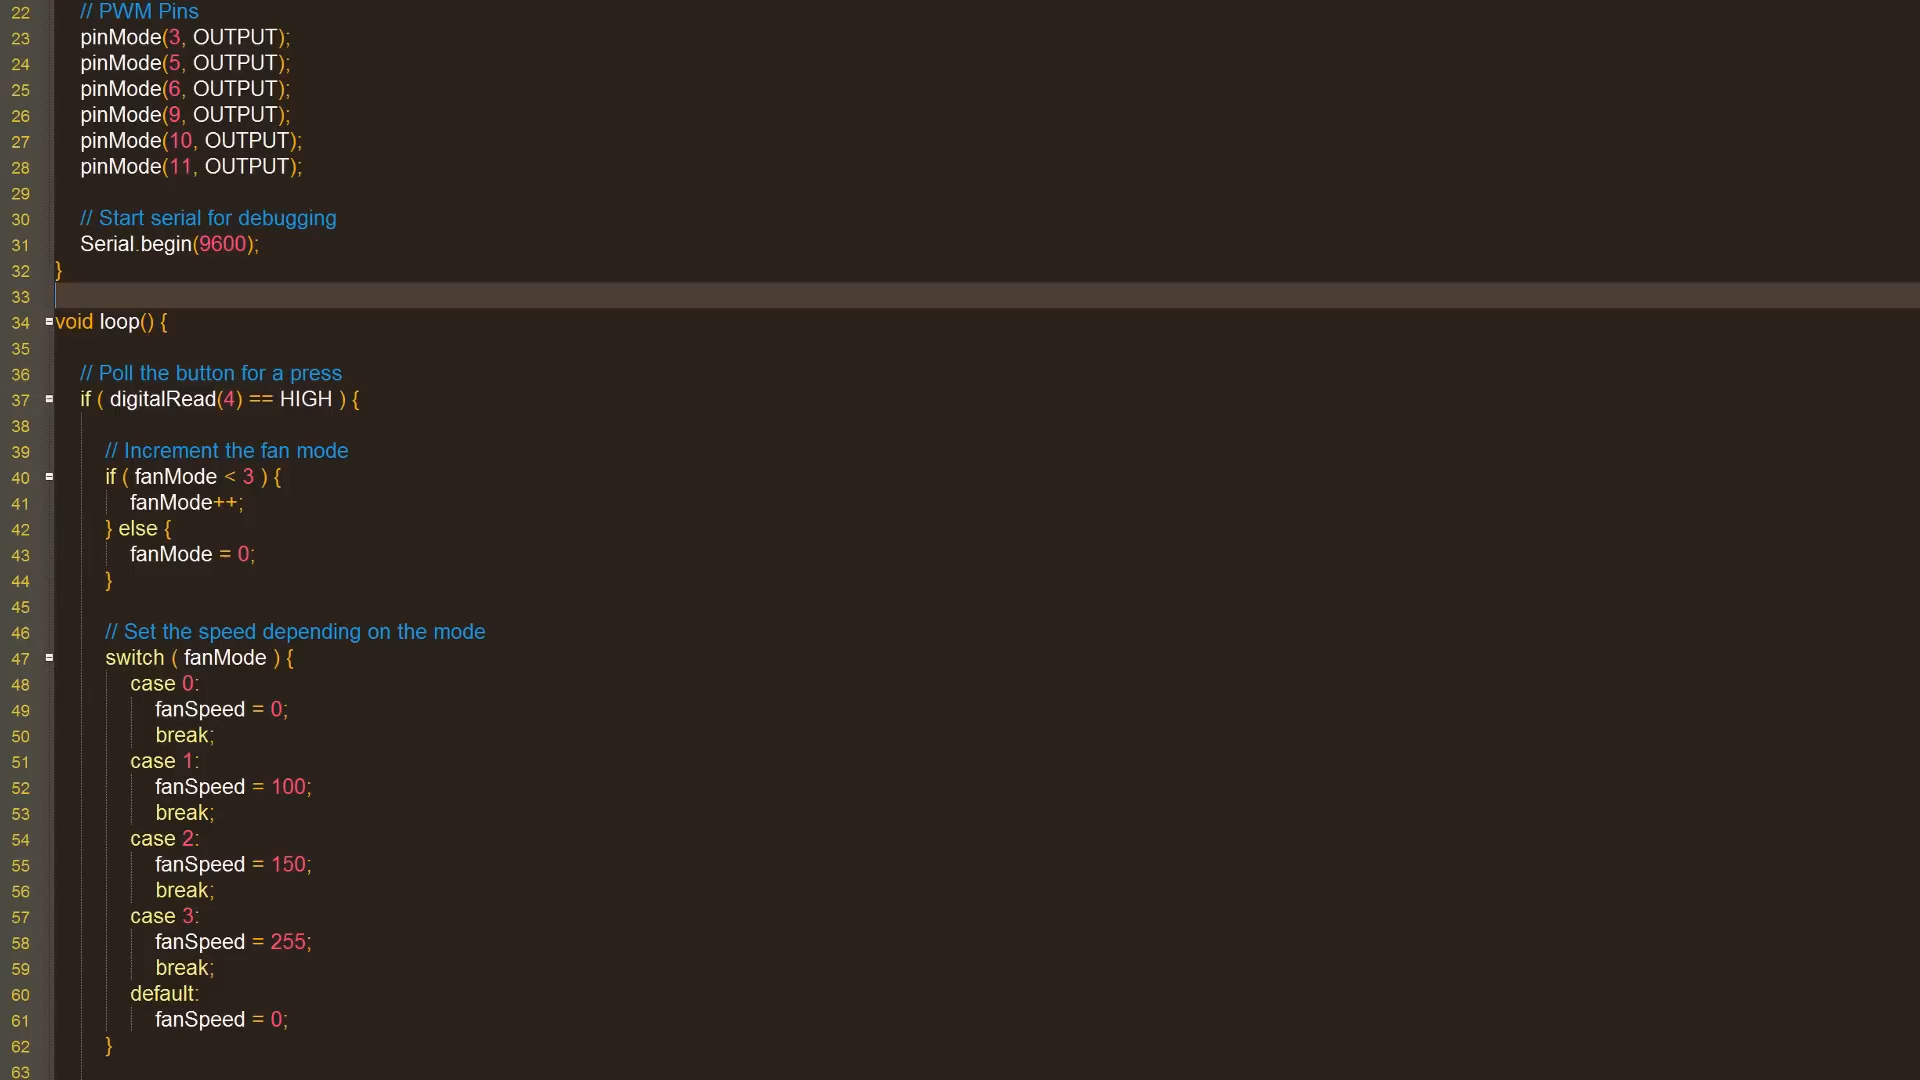 22 // PWM Pins
23 pinMode(3, OUTPUT);
24 pinMode(5, OUTPUT);
25 pinMode(6, OUTPUT);
26 pinMode(9, OUTPUT);
27 pinMode(10, OUTPUT);
28 pinMode(11, OUTPUT);
29
30 // Start serial for debugging
31 Serial.begin(9600);
32 }
33
34 void loop() {
35
36 // Poll the button for a press
37 if ( digitalRead(4) == HIGH ) {
38
39 // Increment the fan mode
40 if ( fanMode < 3 ) {
41 fanMode++;
42 } else {
43 fanMode = 0;
44 }
45
46 // Set the speed depending on the mode
47 switch ( fanMode ) {
48 case 0:
49 fanSpeed = 0;
50 break;
51 case 1:
52 fanSpeed = 100;
53 break;
54 case 2:
55 fanSpeed = 150;
56 break;
57 case 3:
58 fanSpeed = 255;
59 break;
60 default:
61 fanSpeed = 0;
62 }
63